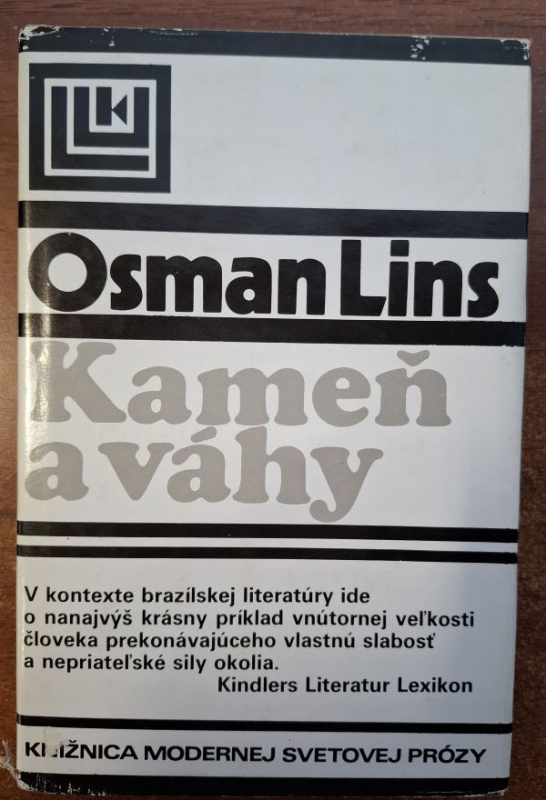 Osman Lins
Kameň
a váhy
V kontexte brazílskej literatúry ide
o nanajvýš krásny príklad vnútornej veľkosti
človeka prekonávajúceho vlastnú slabosť
a nepriateľské sily okolia.
Kindlers Literatur Lexikon
KNIŽNICA MODERNEJ SVETOVEJ PRÓZY